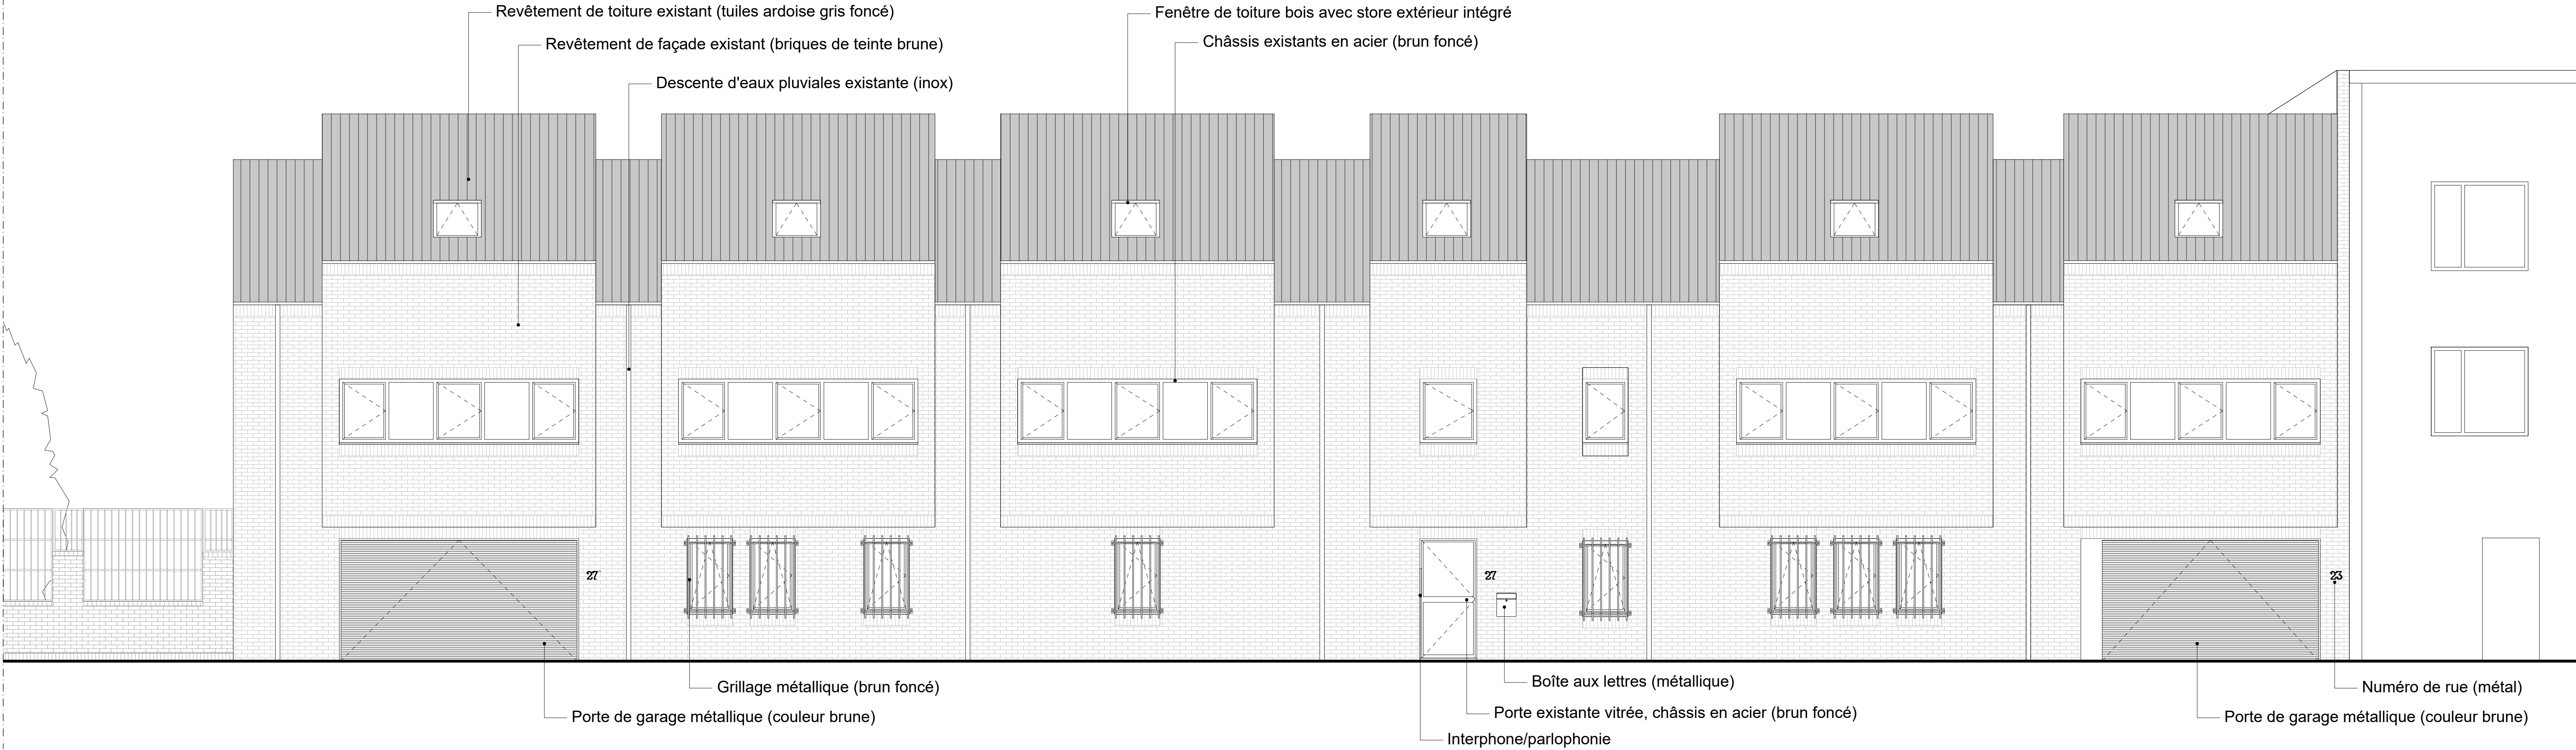 Revêtement de toiture existant (tuiles ardoise gris foncé)
Fenêtre de toiture bois avec store extérieur intégré
Revêtement de façade existant (briques de teinte brune)
Châssis existants en acier (brun foncé)
Descente d'eaux pluviales existante (inox)
27
27
23
Grillage métallique (brun foncé)
Boîte aux lettres (métallique)
Numéro de rue (métal)
Porte de garage métallique (couleur brune)
Porte existante vitrée, châssis en acier (brun foncé)
Porte de garage métallique (couleur brune)
Interphone/parlophonie